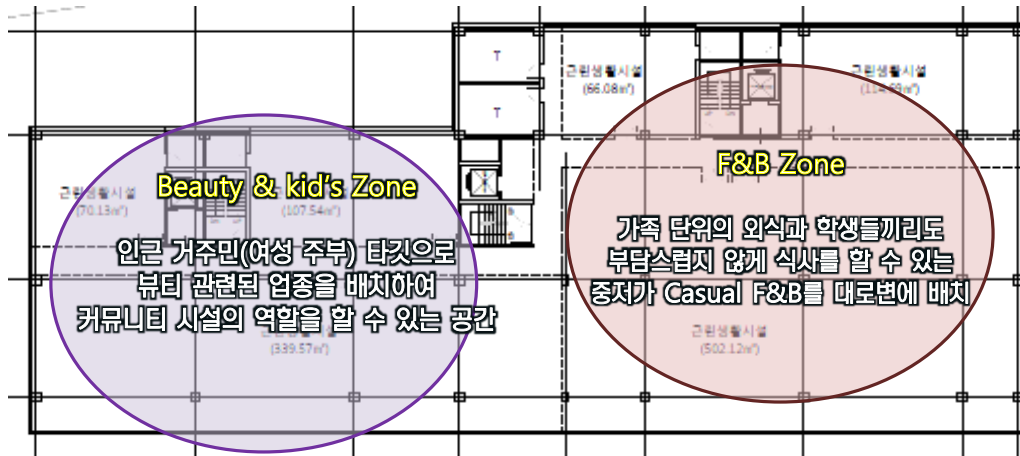 T
T
근린생활시설
(66.08㎡)
근린생활시설
(114.69㎡)
F&B Zone
가족 단위의 외식과 학생들끼리도
부담스럽지 않게 식사를 할 수 있는
중저가 Casual F&B를 대로변에 배치
근린생활시설
(502.12㎡)
근린생활시설
(70.13㎡)
(107.54㎡)
Beauty & kid's Zone
인근 거주민(여성 주부) 타깃으로
뷰티 관련된 업종을 배치하여
커뮤니티 시설의 역할을 할 수 있는 공간
(339.57㎡)